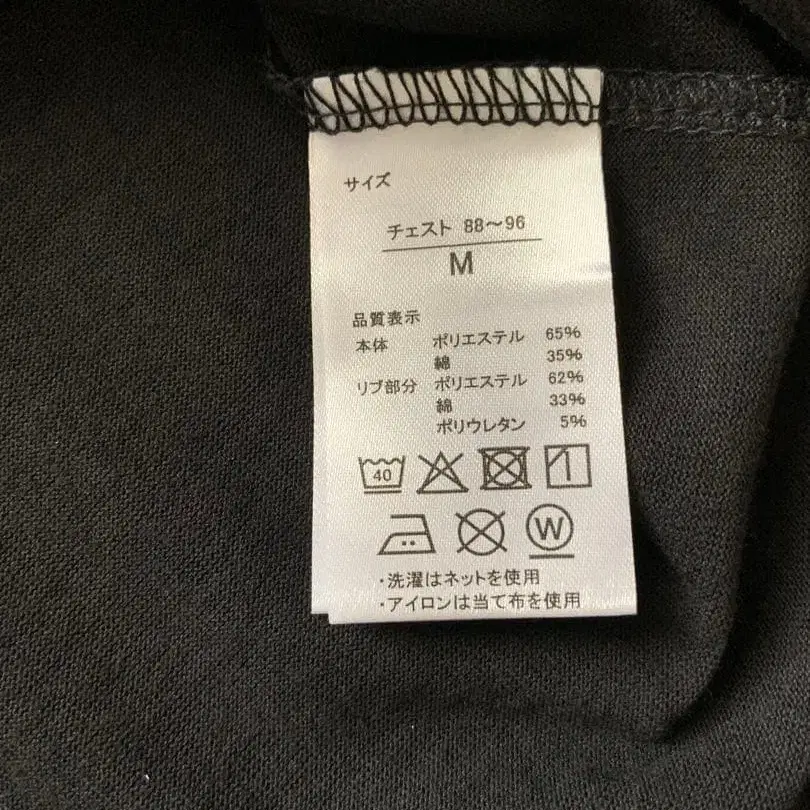 サイズ
チェスト 88～96
M
品質表示
本体 ポリエステル 65%
綿 35%
リブ部分 ポリエステル 62%
綿 33%
ポリウレタン 5%
40
W
・洗濯はネットを使用
・アイロンは当て布を使用